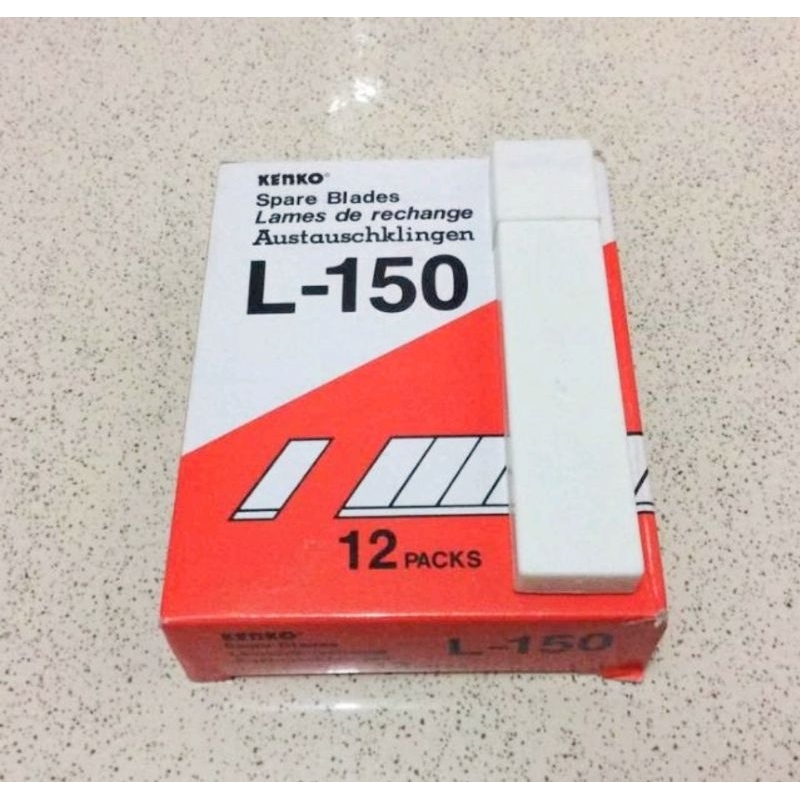 KENKO®
Spare Blades
Lames de rechange
Austauschklingen
L-150
12 PACKS
KENKO®
Spare Blades
L-150